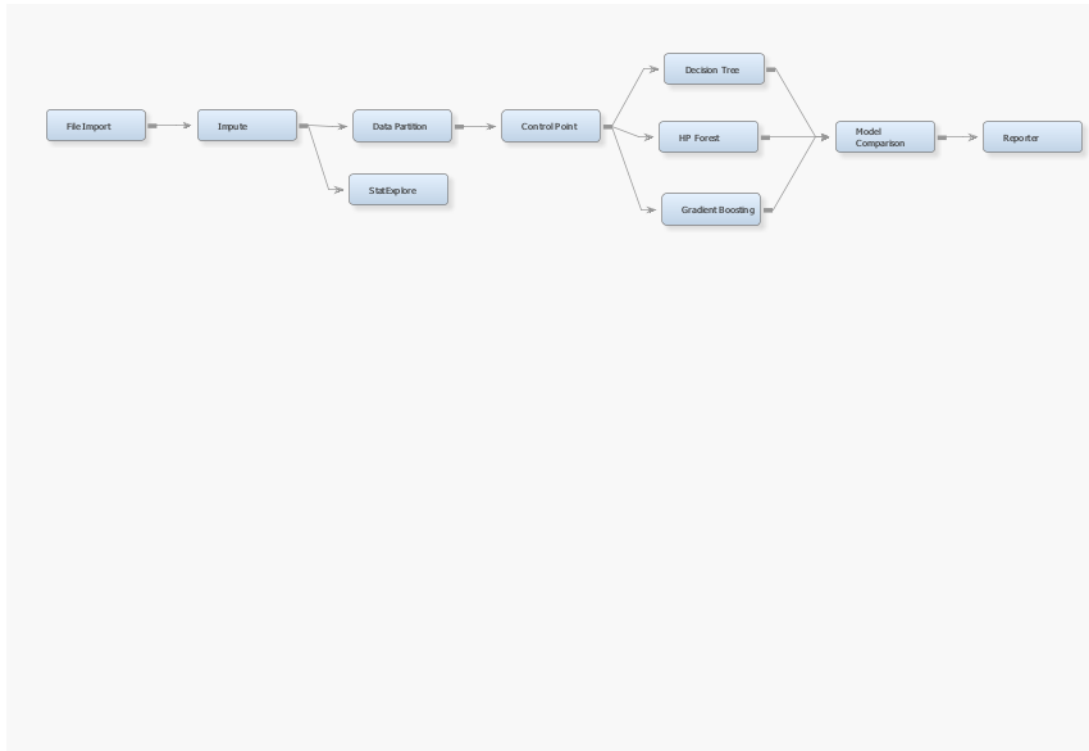 File Import
Impute
Data Partition
StatExplore
Control Point
Decision Tree
HP Forest
Gradient Boosting
Model
Comparison
Reporter